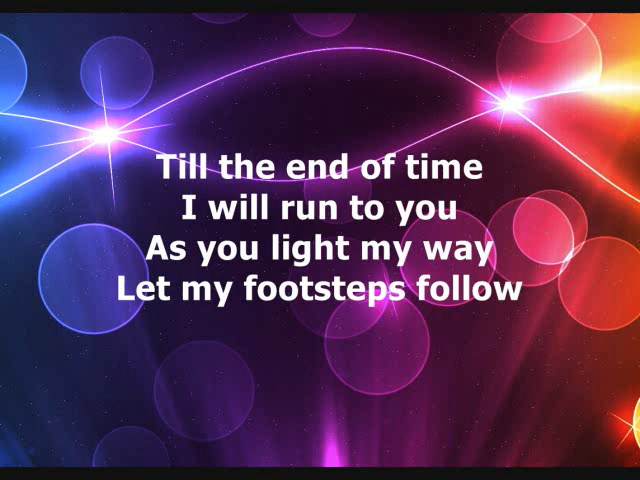 Till the end of time
I will run to you
As you light my way
Let my footsteps follow